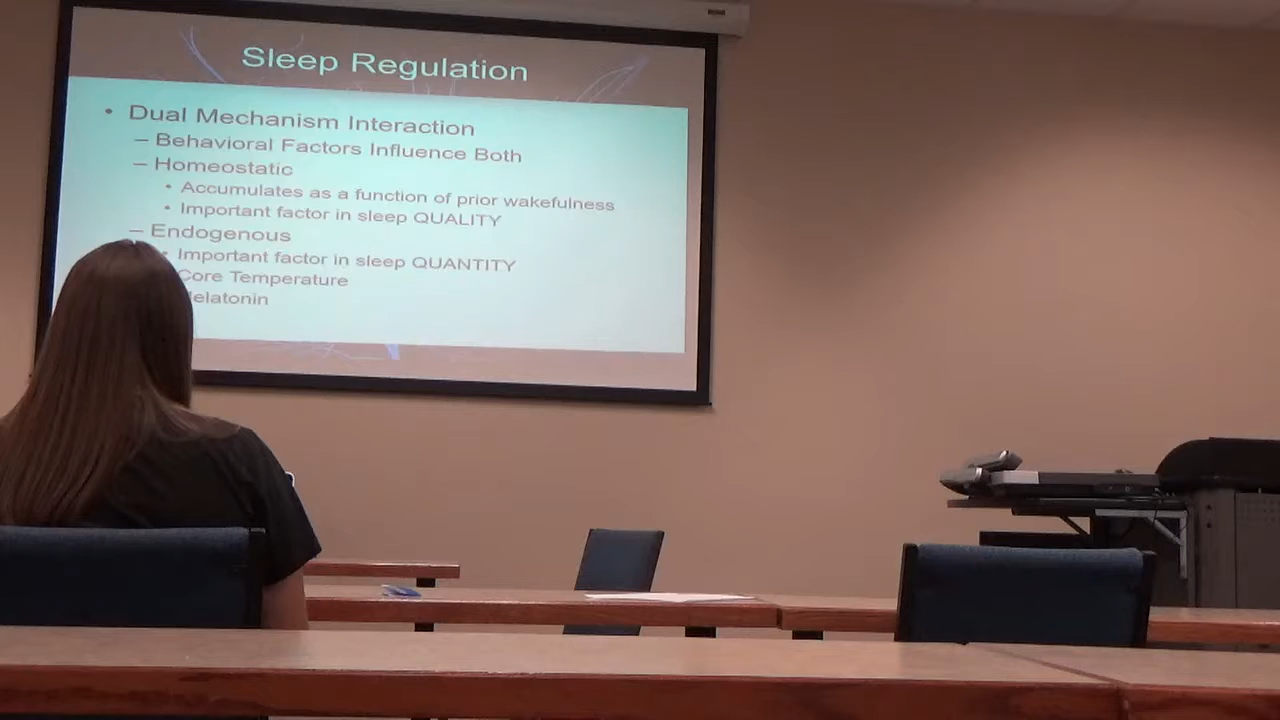 Sleep Regulation
• Dual Mechanism Interaction
– Behavioral Factors Influence Both
– Homeostatic
• Accumulates as a function of prior wakefulness
• Important factor in sleep QUALITY
– Endogenous
• Important factor in sleep QUANTITY
Core Temperature
elatonin